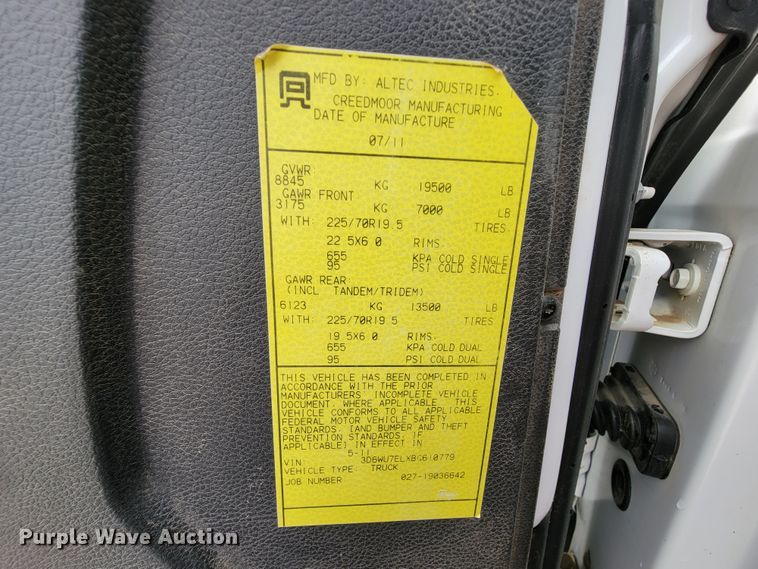 MFD BY: ALTEC INDUSTRIES.
CREEDMOOR MANUFACTURING
DATE OF MANUFACTURE
07/11
GVWR
8845 KG 19500 LB
GAWR FRONT
3175 KG 7000 LB
WITH: 225/70R19.5 TIRES
22 5X6 0 RIMS.
655 KPA COLD SINGLE
95 PSI COLD SINGLE
GAWR REAR
(INCL TANDEM/TRIDEM)
6123 KG 13500 LB
WITH: 225/70R19 5 TIRES
19 5X6 0 RIMS.
655 KPA COLD DUAL
95 PSI COLD DUAL
THIS VEHICLE HAS BEEN COMPLETED IN
ACCORDANCE WITH THE PRIOR
MANUFACTURERS' INCOMPLETE VEHICLE
DOCUMENT, WHERE APPLICABLE. THIS
VEHICLE CONFORMS TO ALL APPLICABLE
FEDERAL MOTOR VEHICLE SAFETY
STANDARDS, [AND BUMPER AND THEFT
PREVENTION STANDARDS, IF
APPLICABLE] IN EFFECT IN
5-11
VIN: 3D6WU7ELXBG610779
VEHICLE TYPE: TRUCK
JOB NUMBER 027-19036642
Purple Wave Auction